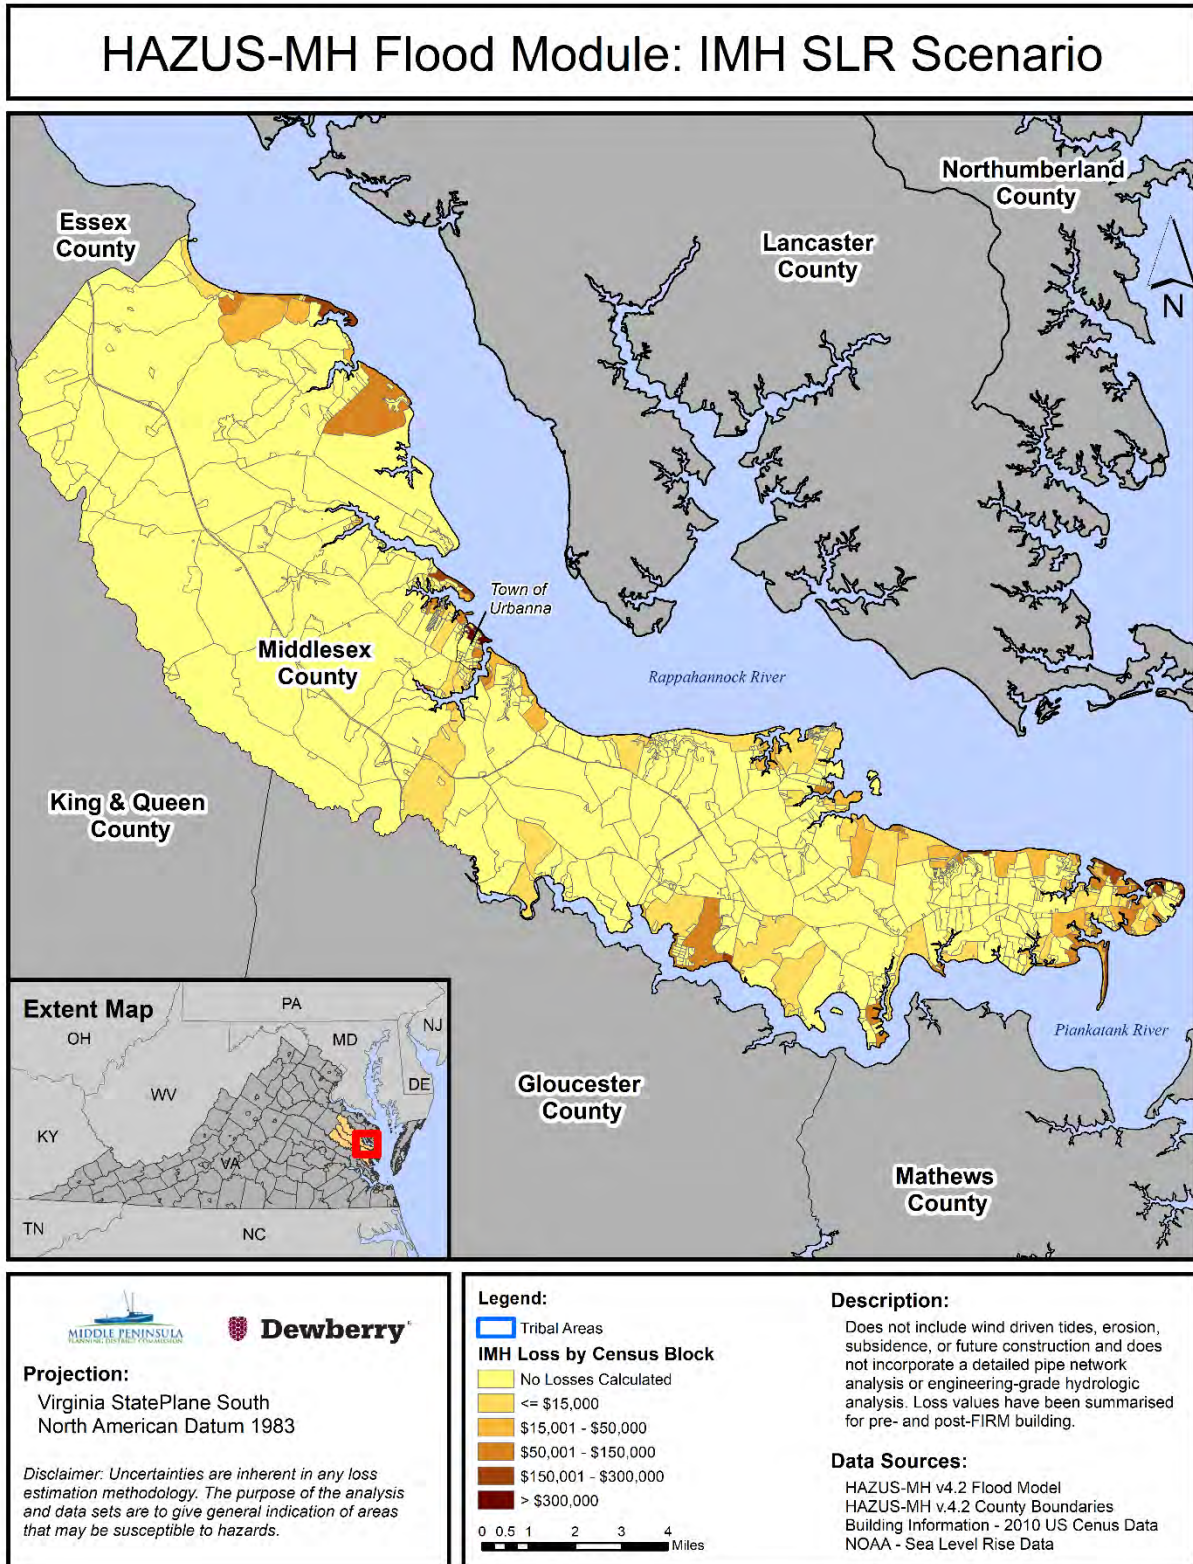 HAZUS-MH Flood Module: IMH SLR Scenario
Northumberland
County
Essex
County
Lancaster
County
N
Town of
Urbanna
Middlesex
County
Rappahannock River
King & Queen
County
Extent Map
PA
OH
MD
NJ
WV
DE
KY
VA
TN
NC
Gloucester
County
Piankatank River
Mathews
County
MIDDLE PENINSULA
PLANNING DISTRICT COMMISSION
Dewberry
Projection:
Virginia StatePlane South
North American Datum 1983
Disclaimer: Uncertainties are inherent in any loss
estimation methodology. The purpose of the analysis
and data sets are to give general indication of areas
that may be susceptible to hazards.
Legend:
Tribal Areas
IMH Loss by Census Block
No Losses Calculated
<= $15,000
$15,001 - $50,000
$50,001 - $150,000
$150,001 - $300,000
> $300,000
0 0.5 1 2 3 4
Miles
Description:
Does not include wind driven tides, erosion,
subsidence, or future construction and does
not incorporate a detailed pipe network
analysis or engineering-grade hydrologic
analysis. Loss values have been summarised
for pre- and post-FIRM building.
Data Sources:
HAZUS-MH v4.2 Flood Model
HAZUS-MH v.4.2 County Boundaries
Building Information - 2010 US Cenus Data
NOAA - Sea Level Rise Data